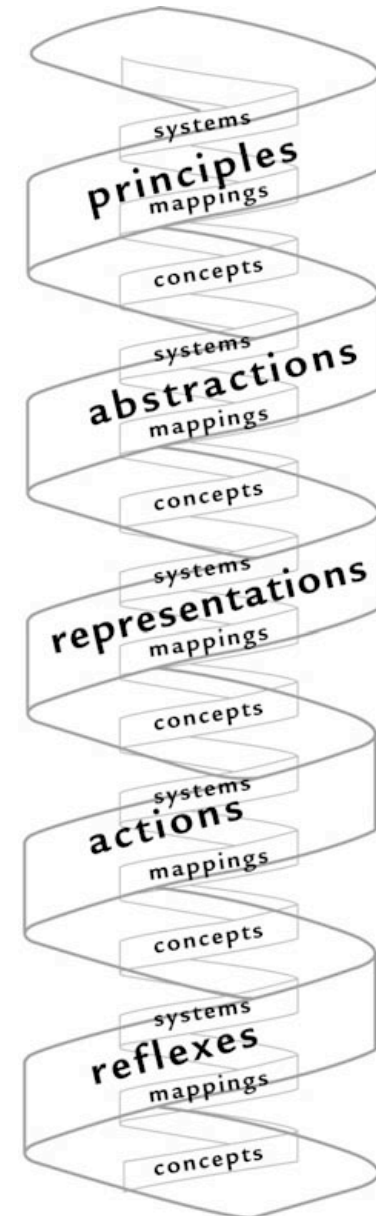 systems
principles
mappings
concepts
systems
abstractions
mappings
concepts
systems
representations
mappings
concepts
systems
actions
mappings
concepts
systems
reflexes
mappings
concepts